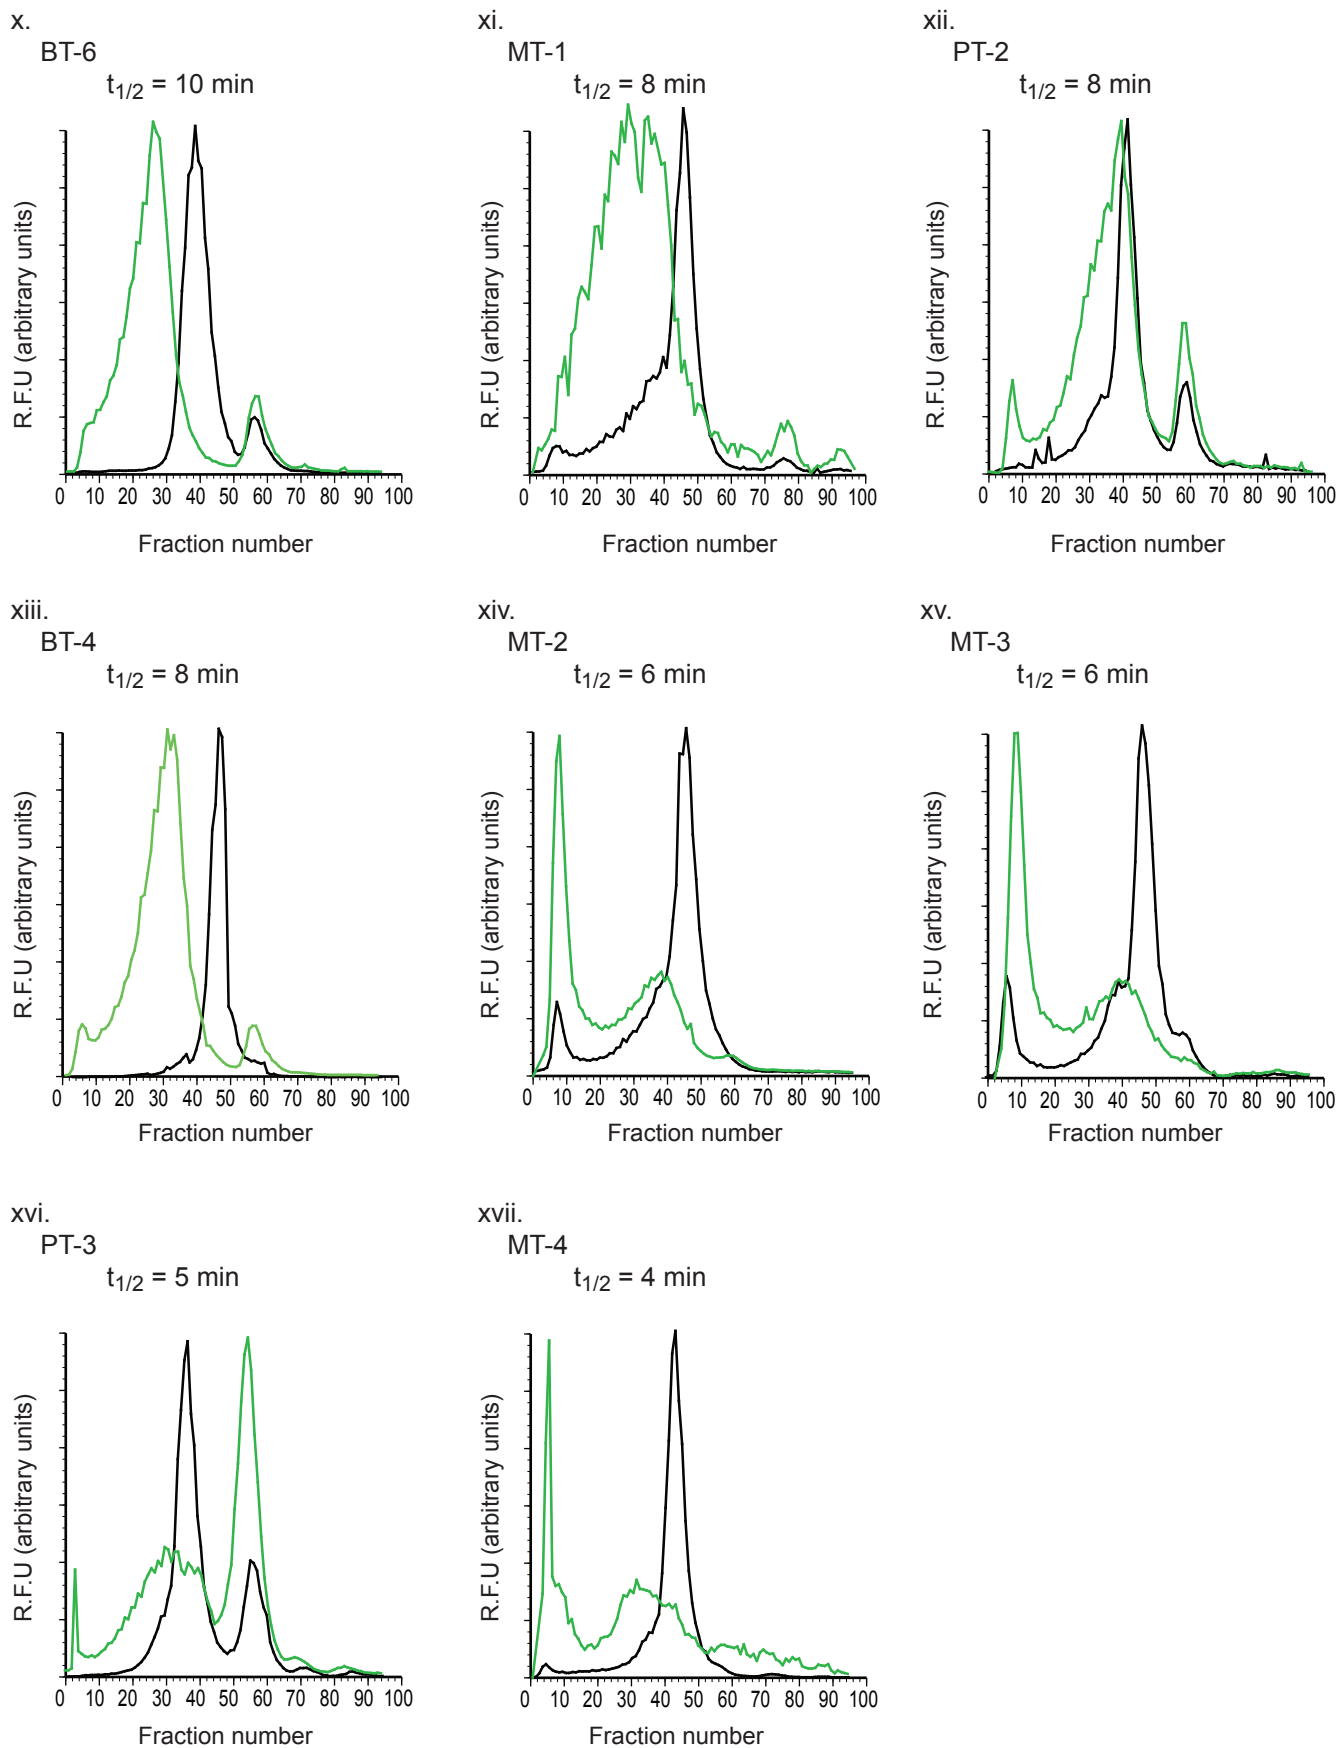 x.
BT-6
t1/2 = 10 min
R.F.U (arbitrary units)
0 10 20 30 40 50 60 70 80 90 100
Fraction number
xi.
MT-1
t1/2 = 8 min
R.F.U (arbitrary units)
0 10 20 30 40 50 60 70 80 90 100
Fraction number
xii.
PT-2
t1/2 = 8 min
R.F.U (arbitrary units)
0 10 20 30 40 50 60 70 80 90 100
Fraction number
xiii.
BT-4
t1/2 = 8 min
R.F.U (arbitrary units)
0 10 20 30 40 50 60 70 80 90 100
Fraction number
xiv.
MT-2
t1/2 = 6 min
R.F.U (arbitrary units)
0 10 20 30 40 50 60 70 80 90 100
Fraction number
xv.
MT-3
t1/2 = 6 min
R.F.U (arbitrary units)
0 10 20 30 40 50 60 70 80 90 100
Fraction number
xvi.
PT-3
t1/2 = 5 min
R.F.U (arbitrary units)
0 10 20 30 40 50 60 70 80 90 100
Fraction number
xvii.
MT-4
t1/2 = 4 min
R.F.U (arbitrary units)
0 10 20 30 40 50 60 70 80 90 100
Fraction number